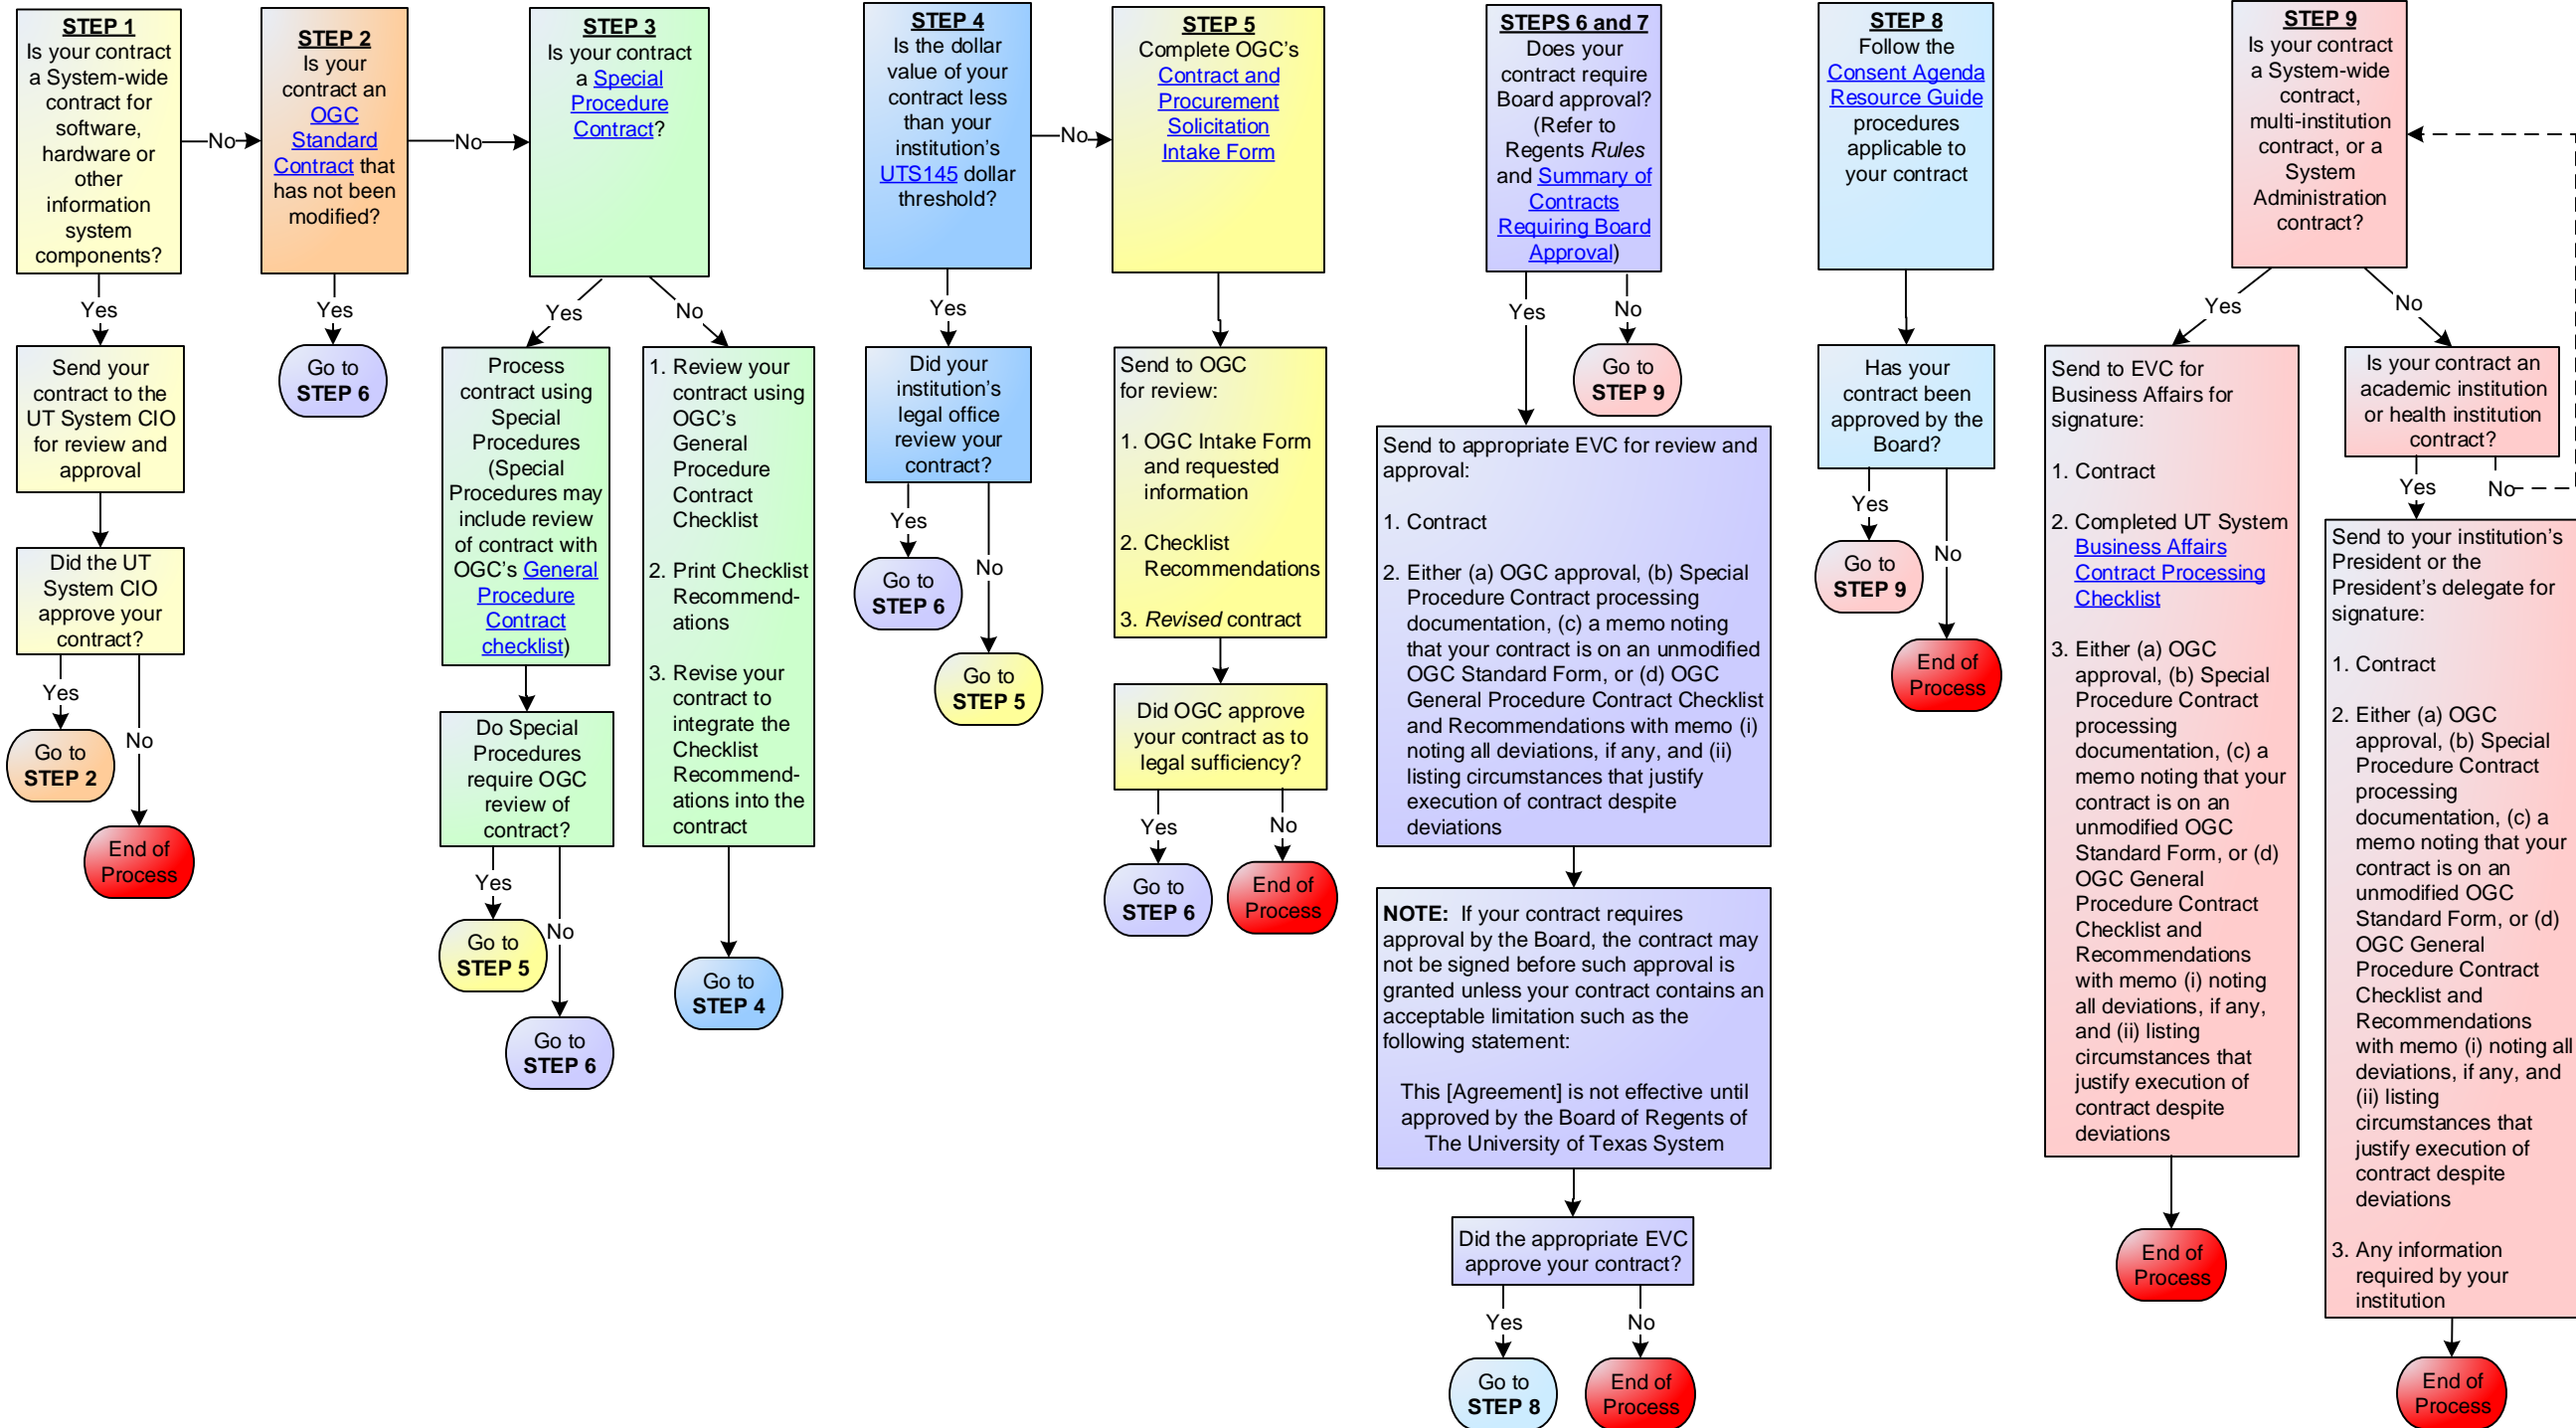 STEP 1
Is your contract
a System-wide
contract for
software,
hardware or
other
information
system
components?
No
Yes
Send your
contract to the
UT System CIO
for review and
approval
Did the UT
System CIO
approve your
contract?
Yes
No
Go to
STEP 2
End of
Process
STEP 2
Is your
contract an
OGC
Standard
Contract that
has not been
modified?
No
Yes
Go to
STEP 6
STEP 3
Is your contract
a Special
Procedure
Contract?
Yes
No
Process
contract using
Special
Procedures
(Special
Procedures may
include review
of contract with
OGC's General
Procedure
Contract
checklist)
Do Special
Procedures
require OGC
review of
contract?
Yes
No
Go to
STEP 5
Go to
STEP 6
1. Review your
contract using
OGC's
General
Procedure
Contract
Checklist
2. Print Checklist
Recommend-
ations
3. Revise your
contract to
integrate the
Checklist
Recommend-
ations into the
contract
Go to
STEP 4
STEP 4
Is the dollar
value of your
contract less
than your
institution's
UTS145 dollar
threshold?
No
Yes
Did your
institution's
legal office
review your
contract?
Yes
No
Go to
STEP 6
Go to
STEP 5
STEP 5
Complete OGC's
Contract and
Procurement
Solicitation
Intake Form
Send to OGC
for review:
1. OGC Intake Form
and requested
information
2. Checklist
Recommendations
3. Revised contract
Did OGC approve
your contract as to
legal sufficiency?
Yes
No
Go to
STEP 6
End of
Process
STEPS 6 and 7
Does your
contract require
Board approval?
(Refer to
Regents Rules
and Summary of
Contracts
Requiring Board
Approval)
Yes
No
Go to
STEP 9
Send to appropriate EVC for review and
approval:
1. Contract
2. Either (a) OGC approval, (b) Special
Procedure Contract processing
documentation, (c) a memo noting
that your contract is on an unmodified
OGC Standard Form, or (d) OGC
General Procedure Contract Checklist
and Recommendations with memo (i)
noting all deviations, if any, and (ii)
listing circumstances that justify
execution of contract despite
deviations
NOTE: If your contract requires
approval by the Board, the contract may
not be signed before such approval is
granted unless your contract contains an
acceptable limitation such as the
following statement:
This [Agreement] is not effective until
approved by the Board of Regents of
The University of Texas System
Did the appropriate EVC
approve your contract?
Yes
No
Go to
STEP 8
End of
Process
STEP 8
Follow the
Consent Agenda
Resource Guide
procedures
applicable to
your contract
Has your
contract been
approved by the
Board?
Yes
No
Go to
STEP 9
End of
Process
STEP 9
Is your contract
a System-wide
contract,
multi-institution
contract, or a
System
Administration
contract?
Yes
No
Send to EVC for
Business Affairs for
signature:
1. Contract
2. Completed UT System
Business Affairs
Contract Processing
Checklist
3. Either (a) OGC
approval, (b) Special
Procedure Contract
processing
documentation, (c) a
memo noting that your
contract is on an
unmodified OGC
Standard Form, or (d)
OGC General
Procedure Contract
Checklist and
Recommendations
with memo (i) noting
all deviations, if any,
and (ii) listing
circumstances that
justify execution of
contract despite
deviations
End of
Process
Is your contract an
academic institution
or health institution
contract?
Yes
No
Send to your institution's
President or the
President's delegate for
signature:
1. Contract
2. Either (a) OGC
approval, (b) Special
Procedure Contract
processing
documentation, (c) a
memo noting that your
contract is on an
unmodified OGC
Standard Form, or (d)
OGC General
Procedure Contract
Checklist and
Recommendations
with memo (i) noting all
deviations, if any, and
(ii) listing
circumstances that
justify execution of
contract despite
deviations
3. Any information
required by your
institution
End of
Process